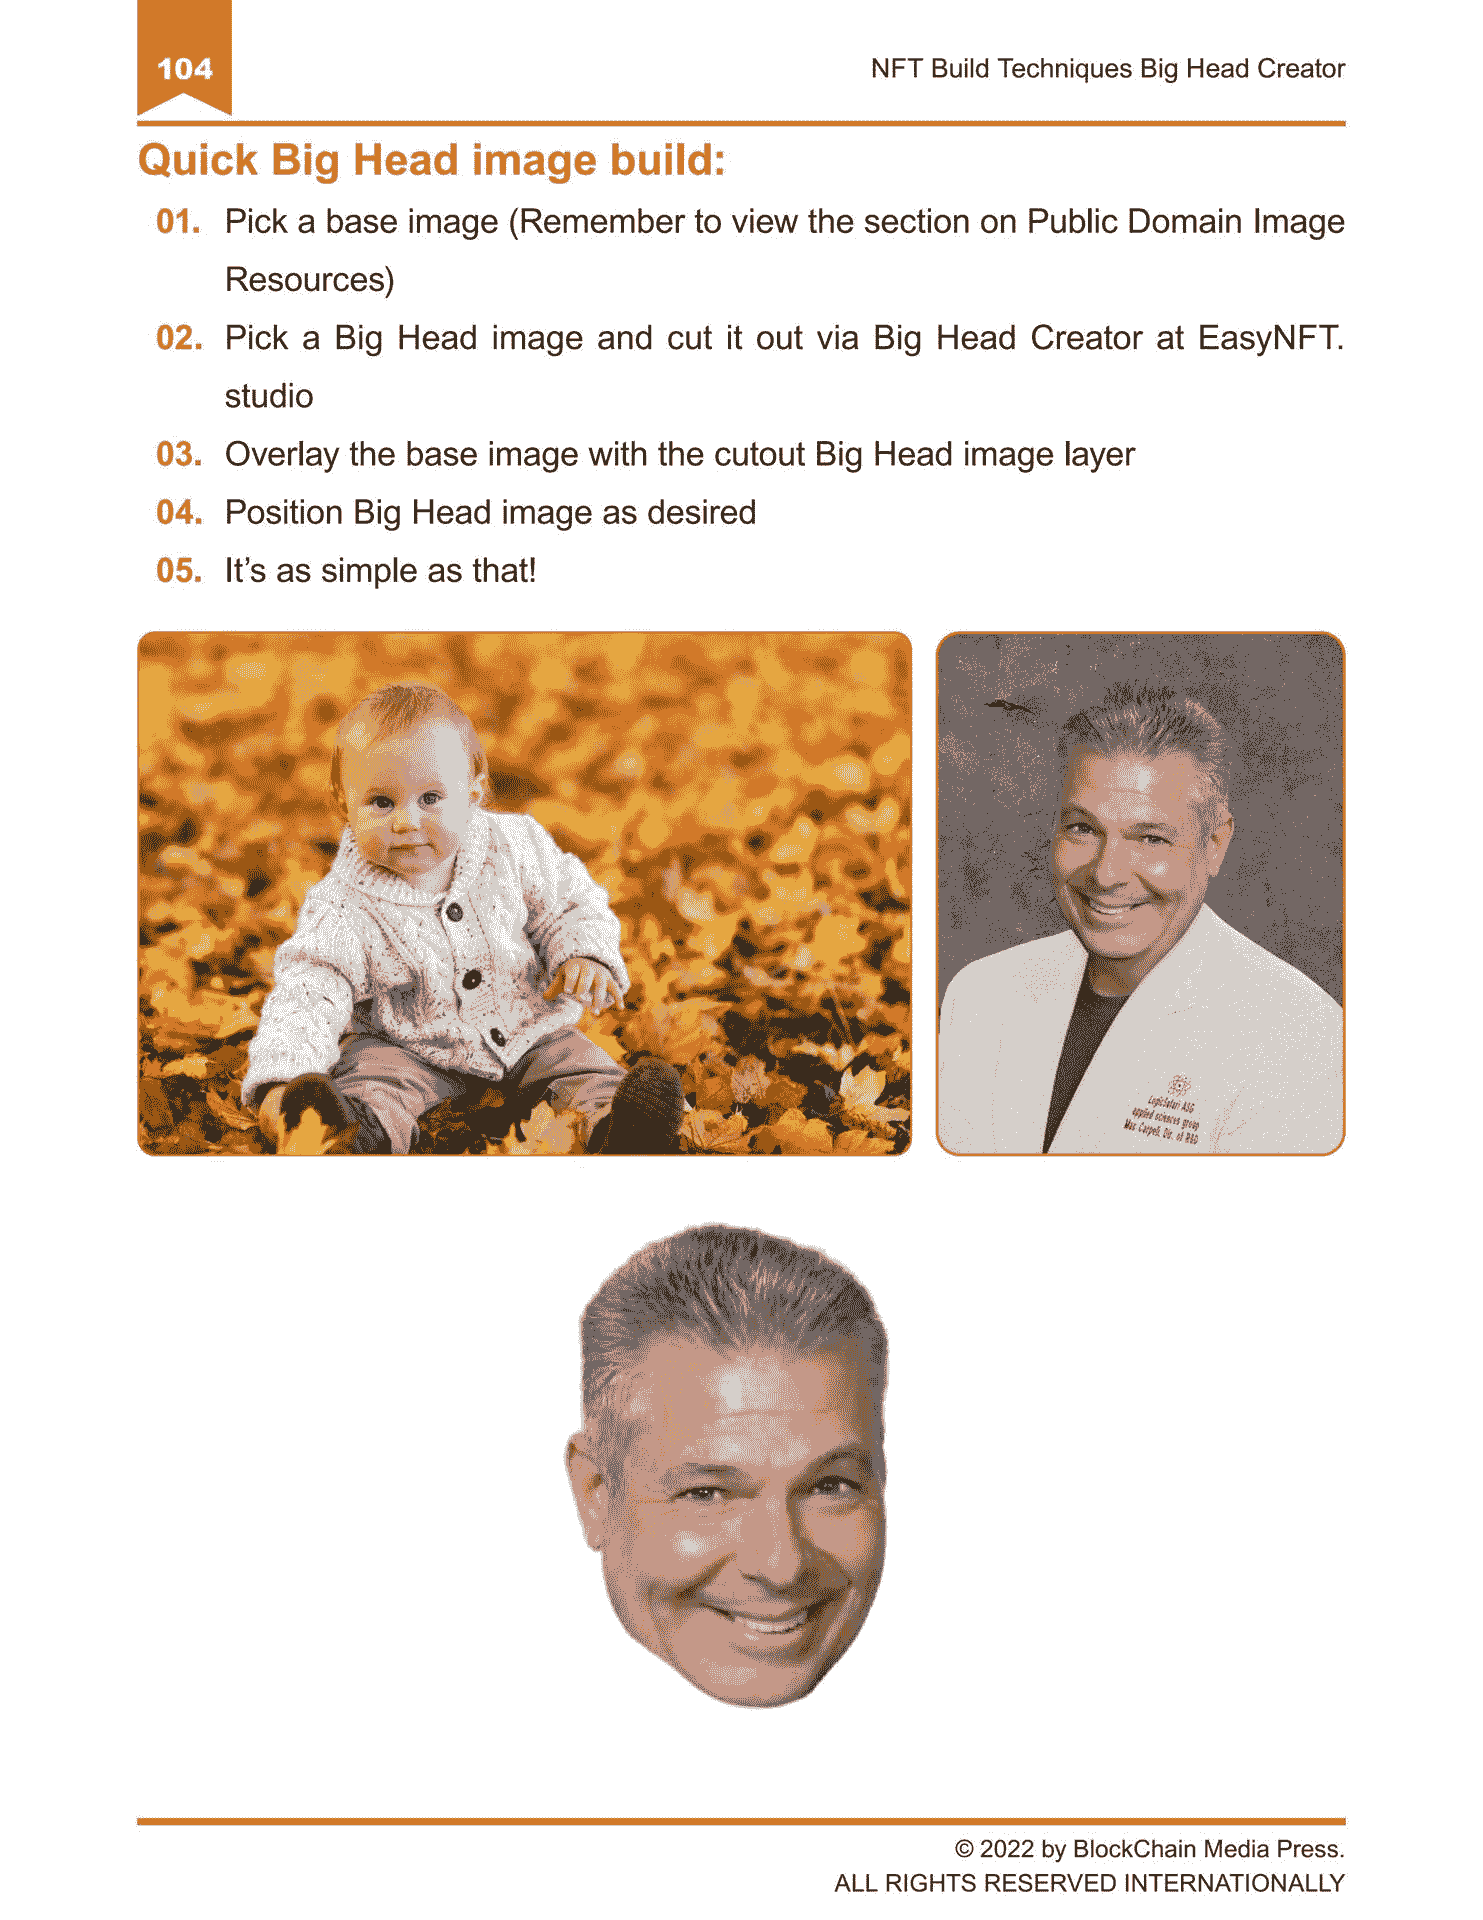 104
NFT Build Techniques Big Head Creator
Quick Big Head image build:
01. Pick a base image (Remember to view the section on Public Domain Image
Resources)
02. Pick a Big Head image and cut it out via Big Head Creator at EasyNFT.
studio
03. Overlay the base image with the cutout Big Head image layer
04. Position Big Head image as desired
05. It’s as simple as that!
applied sciences group
© 2022 by BlockChain Media Press.
ALL RIGHTS RESERVED INTERNATIONALLY